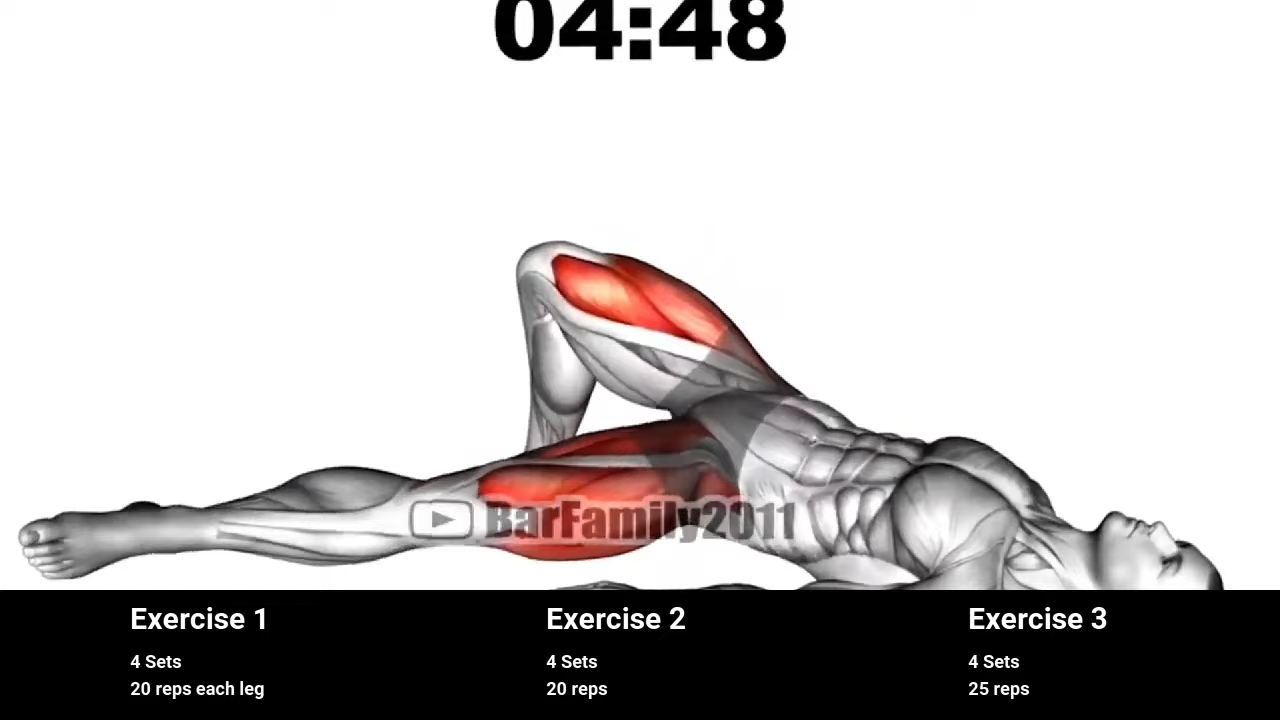 04:48
BarFamily2011
Exercise 1
4 Sets
20 reps each leg
Exercise 2
4 Sets
20 reps
Exercise 3
4 Sets
25 reps